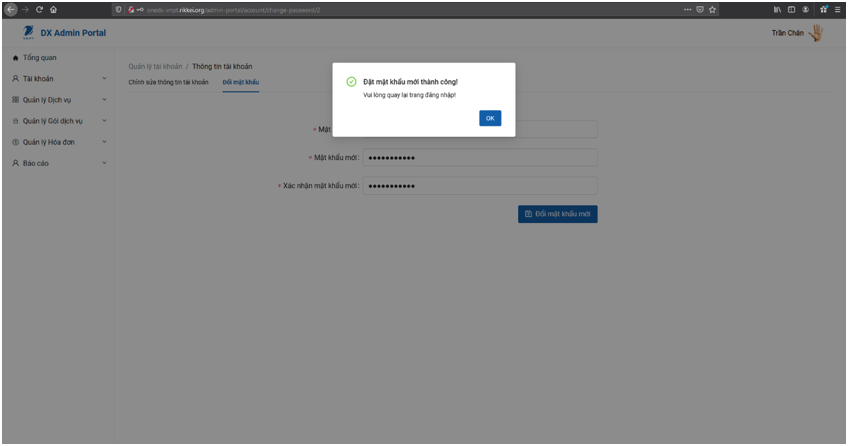 onedx-vnpt.rikkei.org/admin-portal/account/change-password/2
DX Admin Portal
Trần Chân
Tổng quan
Tài khoản
Quản lý Dịch vụ
Quản lý Gói dịch vụ
Quản lý Hóa đơn
Báo cáo
Quản lý tài khoản / Thông tin tài khoản
Chỉnh sửa thông tin tài khoản
Đổi mật khẩu
Đặt mật khẩu mới thành công!
Vui lòng quay lại trang đăng nhập!
OK
* Mật
* Mật khẩu mới:
* Xác nhận mật khẩu mới:
Đổi mật khẩu mới